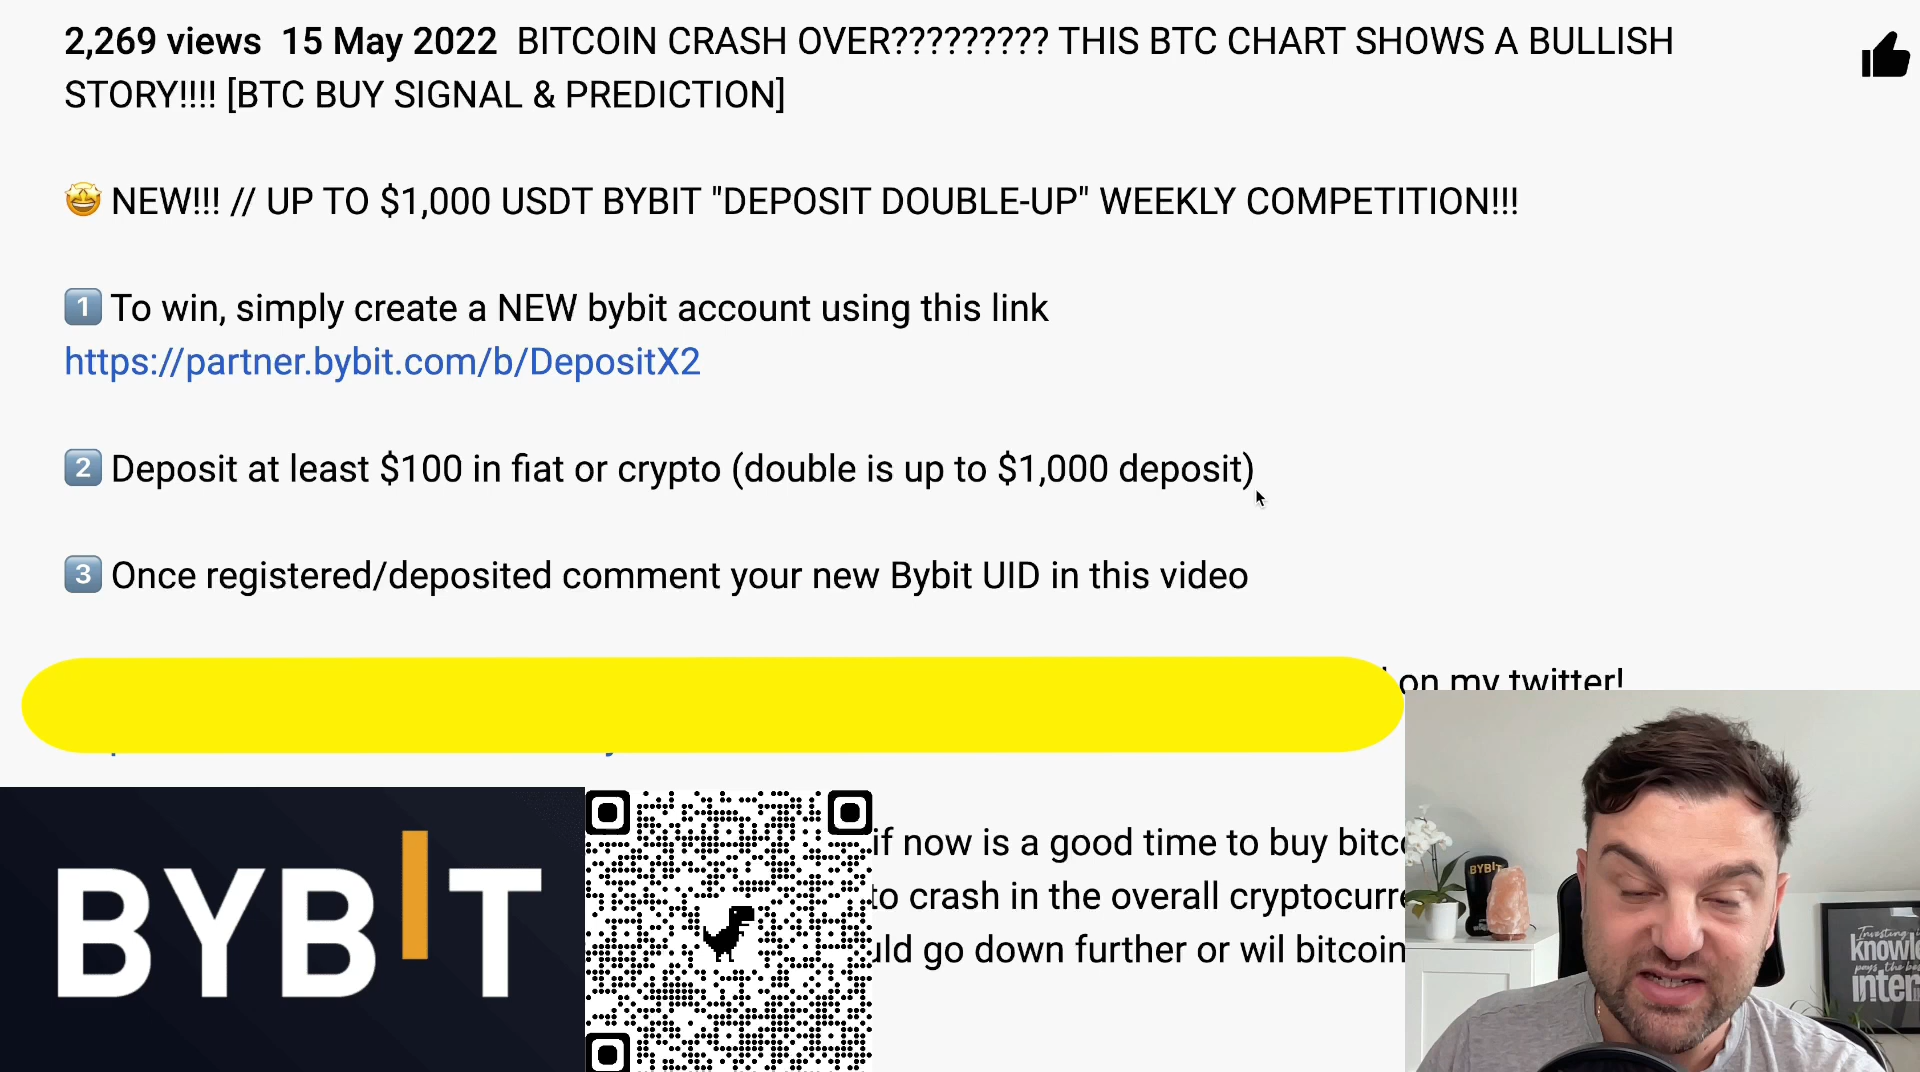 2,269 views 15 May 2022 BITCOIN CRASH OVER????????? THIS BTC CHART SHOWS A BULLISH
STORY!!!! [BTC BUY SIGNAL & PREDICTION]
🤩 NEW!!! // UP TO $1,000 USDT BYBIT "DEPOSIT DOUBLE-UP" WEEKLY COMPETITION!!!
1️⃣ To win, simply create a NEW bybit account using this link
https://partner.bybit.com/b/DepositX2
2️⃣ Deposit at least $100 in fiat or crypto (double is up to $1,000 deposit)
3️⃣ Once registered/deposited comment your new Bybit UID in this video
on my twitter!
if now is a good time to buy
to crash in the overall
go down further or wil bitcoin
BYBIT
BYBIT
Investing
pays the